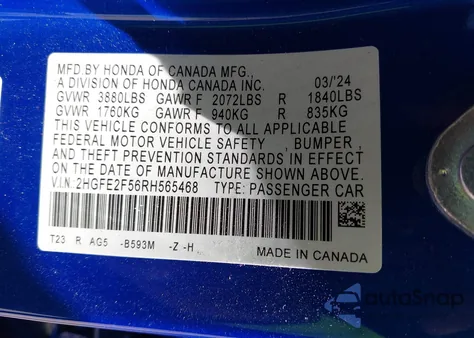 MFD.BY HONDA OF CANADA MFG.,
A DIVISION OF HONDA CANADA INC. 03/'24
GVWR 3880LBS GAWR F 2072LBS R 1840LBS
GVWR 1760KG GAWR F 940KG R 835KG
THIS VEHICLE CONFORMS TO ALL APPLICABLE
FEDERAL MOTOR VEHICLE SAFETY , BUMPER ,
AND THEFT PREVENTION STANDARDS IN EFFECT
ON THE DATE OF MANUFACTURE SHOWN ABOVE.
V.I.N: 2HGFE2F56RH565468 TYPE: PASSENGER CAR
T23 R AG5 -B593M -Z -H
MADE IN CANADA
autoSnap